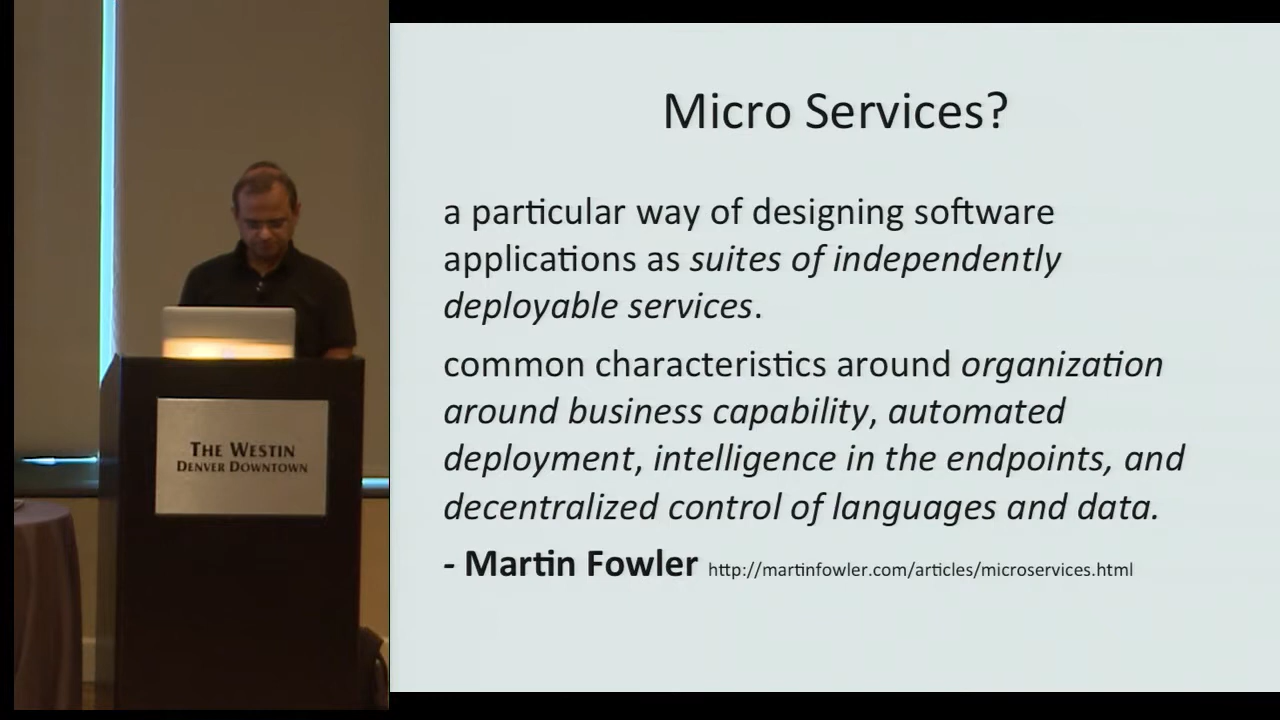 THE WESTIN
DENVER DOWNTOWN
Micro Services?
a particular way of designing software
applications as suites of independently
deployable services.
common characteristics around organization
around business capability, automated
deployment, intelligence in the endpoints, and
decentralized control of languages and data.
- Martin Fowler http://martinfowler.com/articles/microservices.html